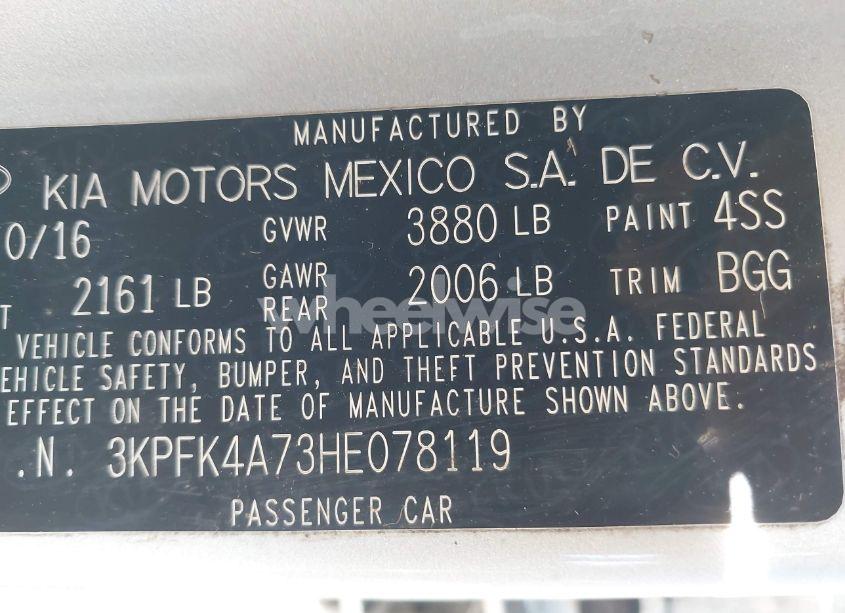 MANUFACTURED BY
KIA MOTORS MEXICO S.A. DE C.V.
0/16 GVWR 3880 LB PAINT 4SS
T 2161 LB GAWR REAR 2006 LB TRIM BGG
wheelwise
VEHICLE CONFORMS TO ALL APPLICABLE U.S.A. FEDERAL
EHICLE SAFETY, BUMPER, AND THEFT PREVENTION STANDARDS
EFFECT ON THE DATE OF MANUFACTURE SHOWN ABOVE.
.N. 3KPFK4A73HE078119
PASSENGER CAR